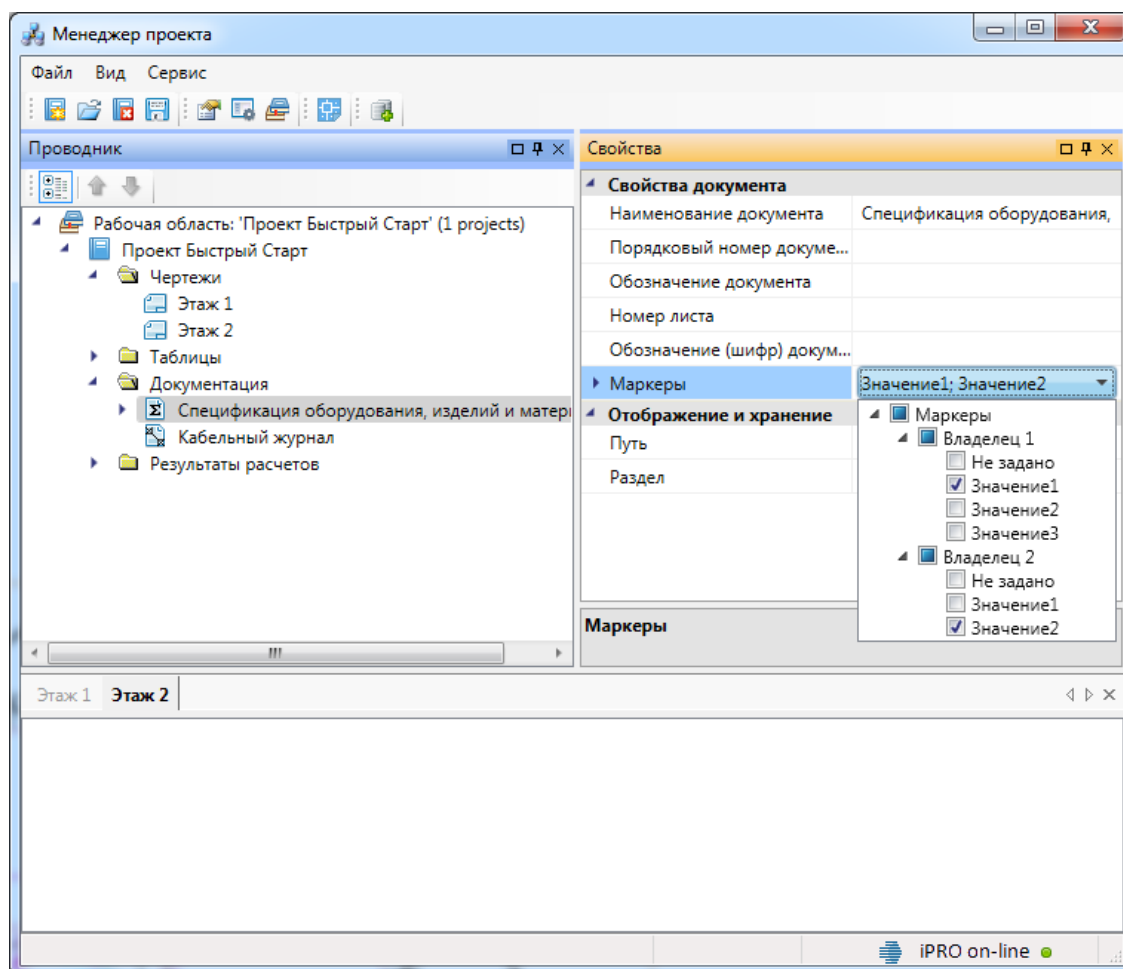 Менеджер проекта
Файл Вид Сервис
Проводник
Рабочая область: 'Проект Быстрый Старт' (1 projects)
Проект Быстрый Старт
Чертежи
Этаж 1
Этаж 2
Таблицы
Документация
Спецификация оборудования, изделий и матери
Кабельный журнал
Результаты расчетов
Свойства
Свойства документа
Наименование документа Спецификация оборудования,
Порядковый номер докуме...
Обозначение документа
Номер листа
Обозначение (шифр) докум...
Маркеры Значение1; Значение2
Отображение и хранение
Путь
Раздел
Маркеры
Владелец 1
Не задано
Значение1
Значение2
Значение3
Владелец 2
Не задано
Значение1
Значение2
Маркеры
Этаж 1 Этаж 2
iPRO on-line